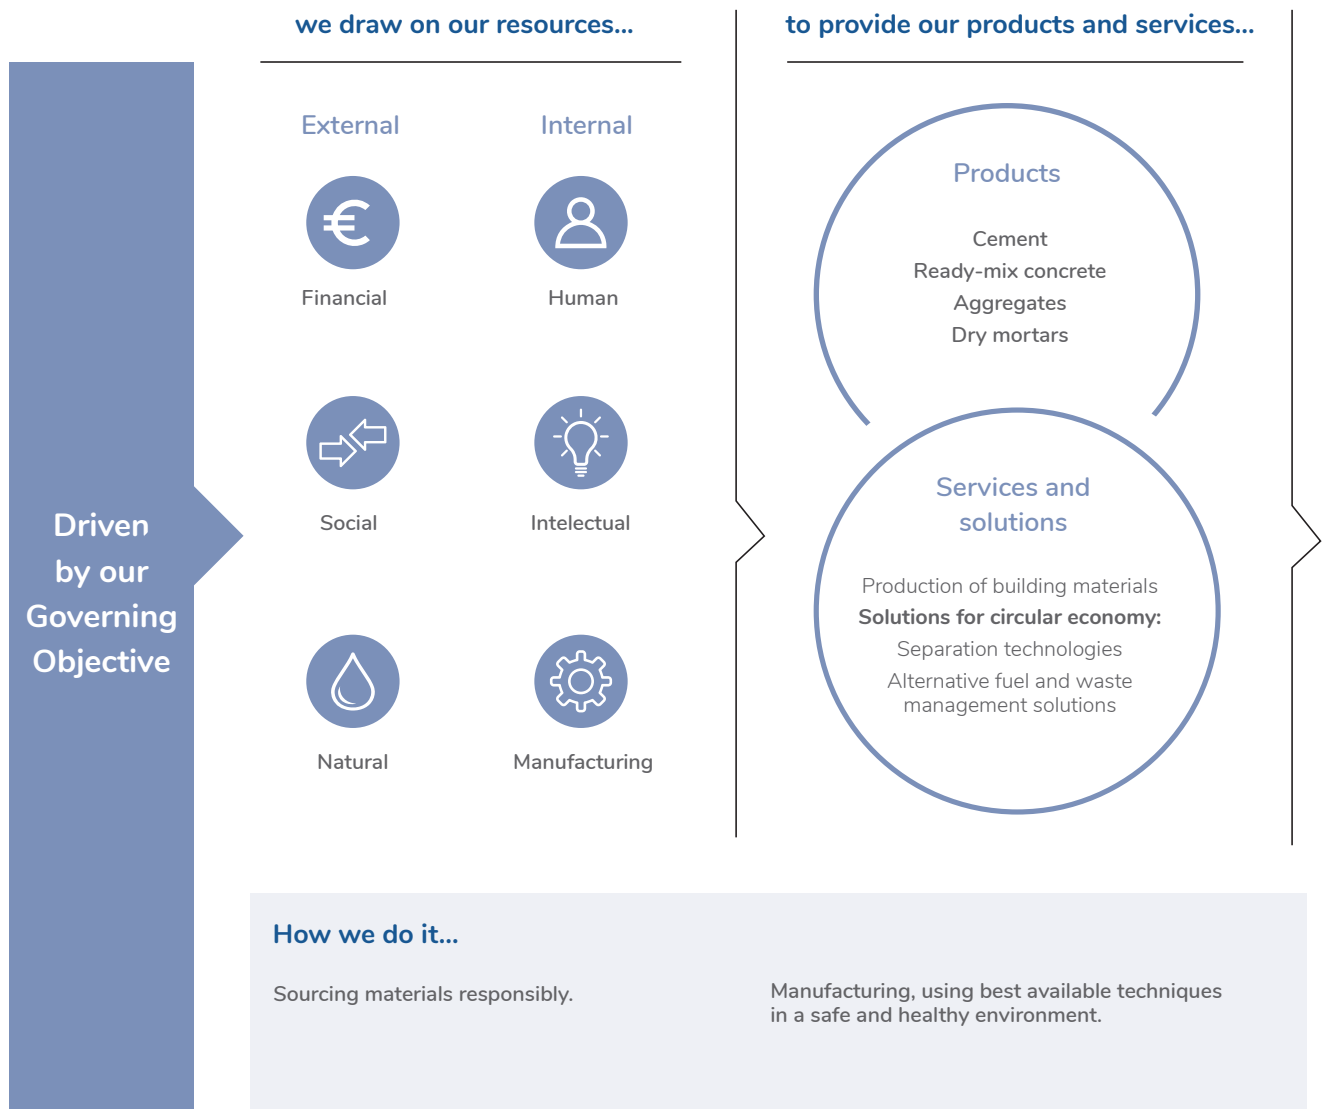 we draw on our resources...
to provide our products and services...
Driven
by our
Governing
Objective
External
Internal
€
Financial
Human
Social
Intelectual
Natural
Manufacturing
Products
Cement
Ready-mix concrete
Aggregates
Dry mortars
Services and
solutions
Production of building materials
Solutions for circular economy:
Separation technologies
Alternative fuel and waste
management solutions
How we do it...
Sourcing materials responsibly.
Manufacturing, using best available techniques
in a safe and healthy environment.